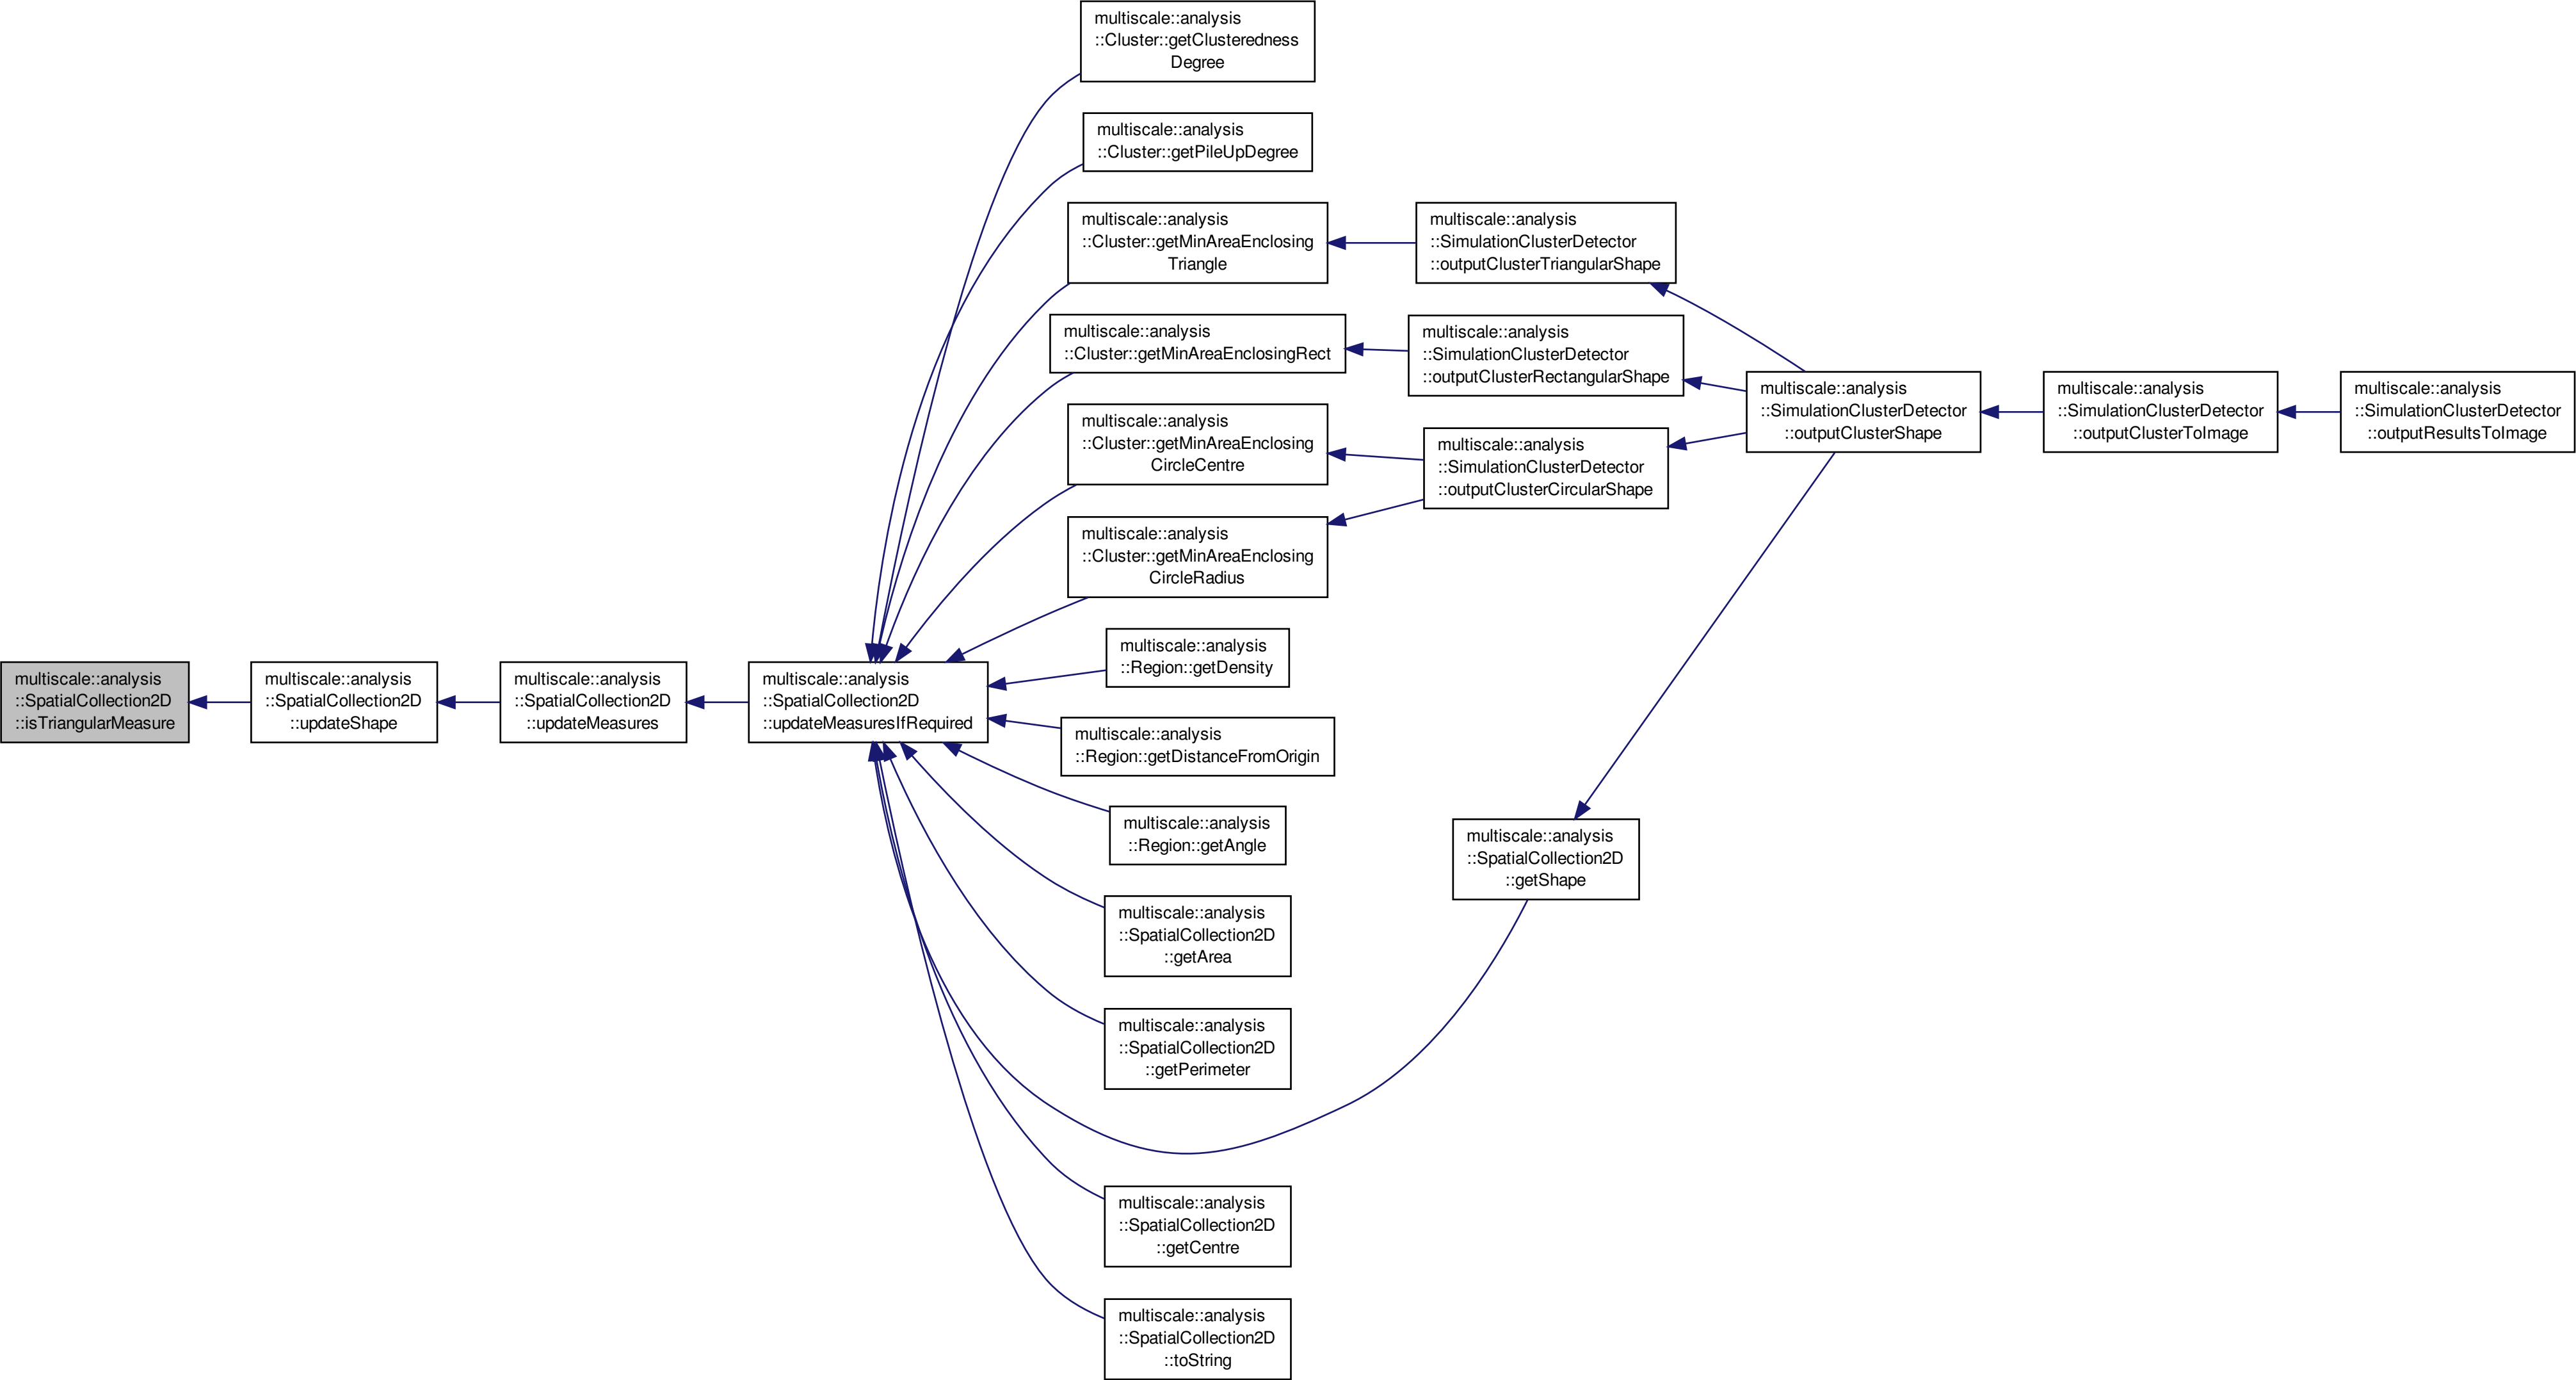 multiscale::analysis
::Cluster::getClusteredness
Degree
multiscale::analysis
::Cluster::getPileUpDegree
multiscale::analysis
::Cluster::getMinAreaEnclosing
Triangle
multiscale::analysis
::SimulationClusterDetector
::outputClusterTriangularShape
multiscale::analysis
::Cluster::getMinAreaEnclosingRect
multiscale::analysis
::SimulationClusterDetector
::outputClusterRectangularShape
multiscale::analysis
::Cluster::getMinAreaEnclosing
CircleCentre
multiscale::analysis
::SimulationClusterDetector
::outputClusterCircularShape
multiscale::analysis
::SimulationClusterDetector
::outputClusterShape
multiscale::analysis
::SimulationClusterDetector
::outputClusterToImage
multiscale::analysis
::SimulationClusterDetector
::outputResultsToImage
multiscale::analysis
::Cluster::getMinAreaEnclosing
CircleRadius
multiscale::analysis
::Region::getDensity
multiscale::analysis
::SpatialCollection2D
::isTriangularMeasure
multiscale::analysis
::SpatialCollection2D
::updateShape
multiscale::analysis
::SpatialCollection2D
::updateMeasures
multiscale::analysis
::SpatialCollection2D
::updateMeasuresIfRequired
multiscale::analysis
::Region::getDistanceFromOrigin
multiscale::analysis
::Region::getAngle
multiscale::analysis
::SpatialCollection2D
::getShape
multiscale::analysis
::SpatialCollection2D
::getArea
multiscale::analysis
::SpatialCollection2D
::getPerimeter
multiscale::analysis
::SpatialCollection2D
::getCentre
multiscale::analysis
::SpatialCollection2D
::toString